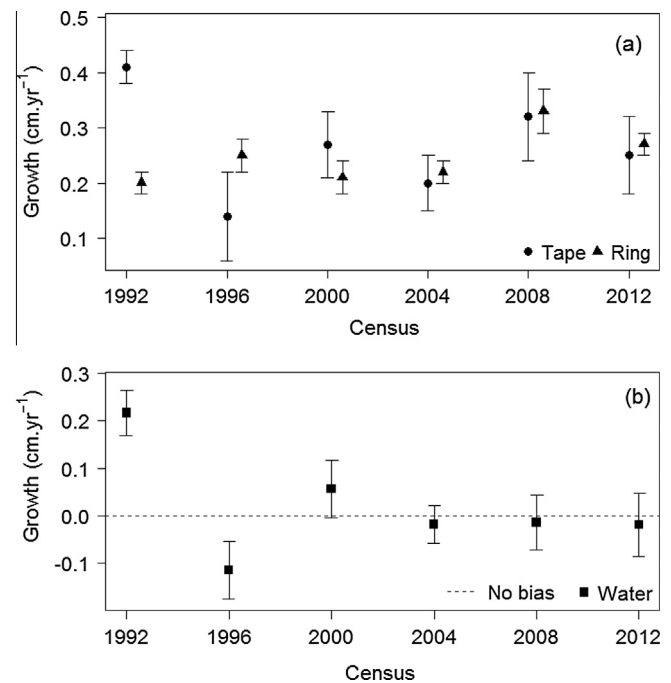 0.5
0.4
0.3
0.2
0.1
Growth (cm.yr⁻¹)
(a)
Tape Ring
1992 1996 2000 2004 2008 2012
Census
0.3
0.2
0.1
0.0
-0.1
Growth (cm.yr⁻¹)
(b)
No bias Water
1992 1996 2000 2004 2008 2012
Census